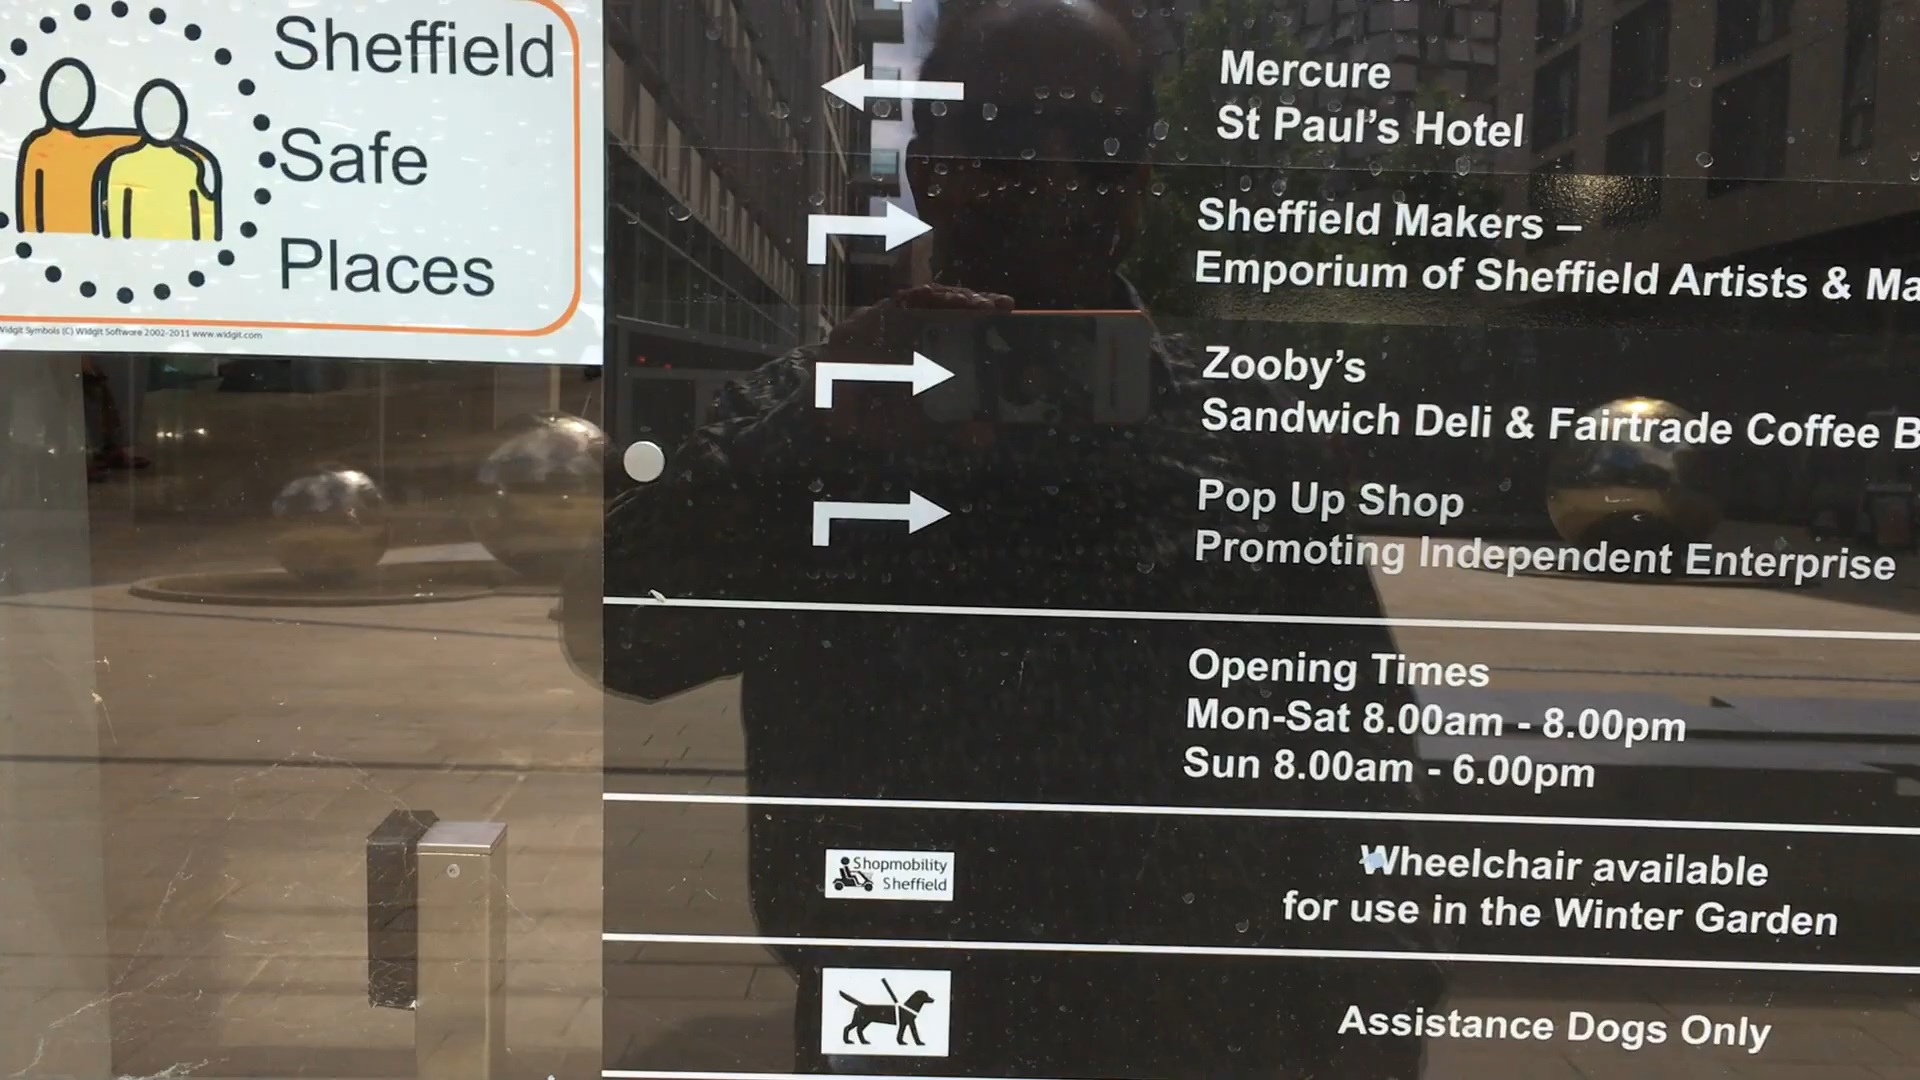 Sheffield
Safe
Places
Widgit Symbols (C) Widgit Software 2002-2011 www.widgit.com
Mercure
St Paul's Hotel
Sheffield Makers –
Emporium of Sheffield Artists &
Zooby's
Sandwich Deli & Fairtrade Coffee
Pop Up Shop
Promoting Independent Enterprise
Opening Times
Mon-Sat 8.00am - 8.00pm
Sun 8.00am - 6.00pm
Shopmobility
Sheffield
Wheelchair available
for use in the Winter Garden
Assistance Dogs Only